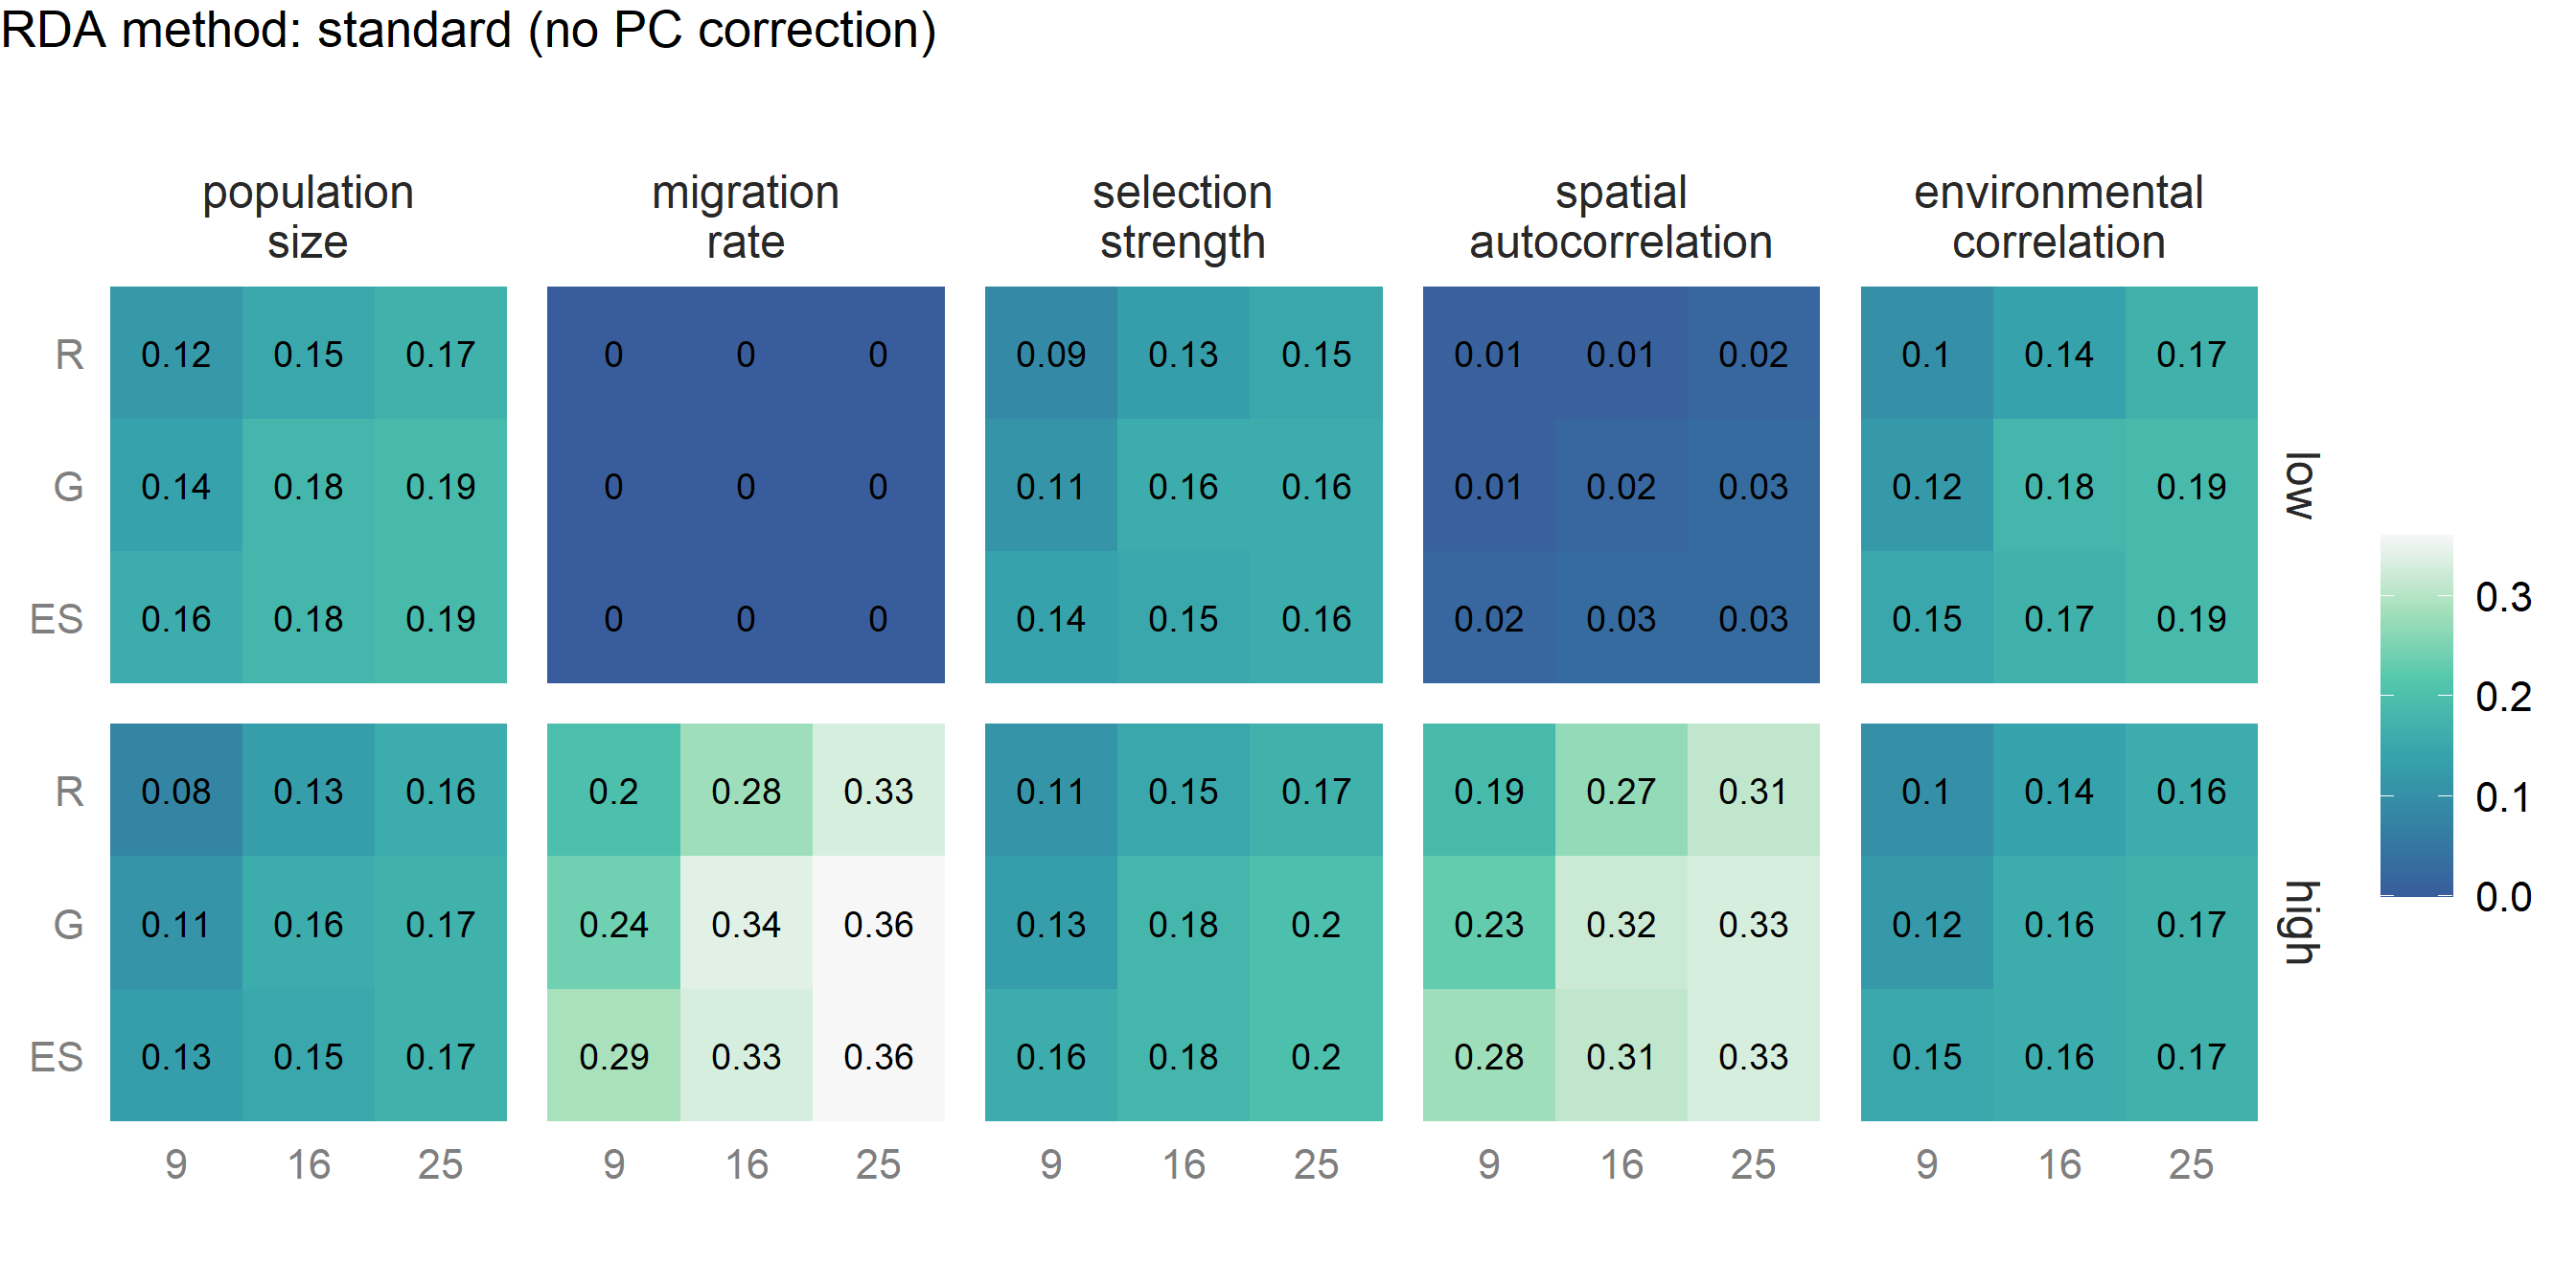 RDA method: standard (no PC correction)
population
size
migration
rate
selection
strength
spatial
autocorrelation
environmental
correlation
R 0.12 0.15 0.17 0 0 0 0.09 0.13 0.15 0.01 0.01 0.02 0.1 0.14 0.17
G 0.14 0.18 0.19 0 0 0 0.11 0.16 0.16 0.01 0.02 0.03 0.12 0.18 0.19
low
ES 0.16 0.18 0.19 0 0 0 0.14 0.15 0.16 0.02 0.03 0.03 0.15 0.17 0.19
R 0.08 0.13 0.16 0.2 0.28 0.33 0.11 0.15 0.17 0.19 0.27 0.31 0.1 0.14 0.16
G 0.11 0.16 0.17 0.24 0.34 0.36 0.13 0.18 0.2 0.23 0.32 0.33 0.12 0.16 0.17
high
ES 0.13 0.15 0.17 0.29 0.33 0.36 0.16 0.18 0.2 0.28 0.31 0.33 0.15 0.16 0.17
9 16 25 9 16 25 9 16 25 9 16 25 9 16 25
0.3
0.2
0.1
0.0